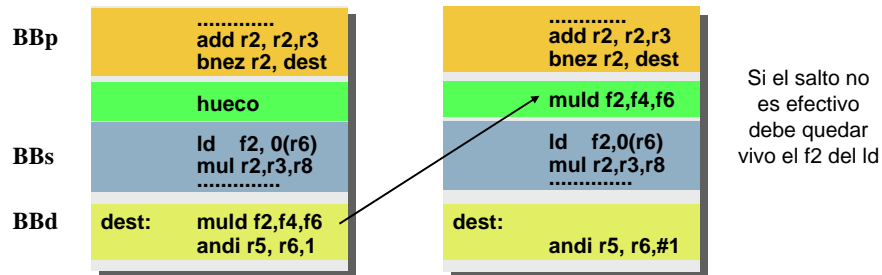 BBp
.............
add r2, r2,r3
bnez r2, dest
hueco
BBs
ld f2, 0(r6)
mul r2,r3,r8
..............
BBd
dest: muld f2,f4,f6
andi r5, r6,1
.............
add r2, r2,r3
bnez r2, dest
muld f2,f4,f6
ld f2,0(r6)
mul r2,r3,r8
..............
dest:
andi r5, r6,#1
Si el salto no
es efectivo
debe quedar
vivo el f2 del ld